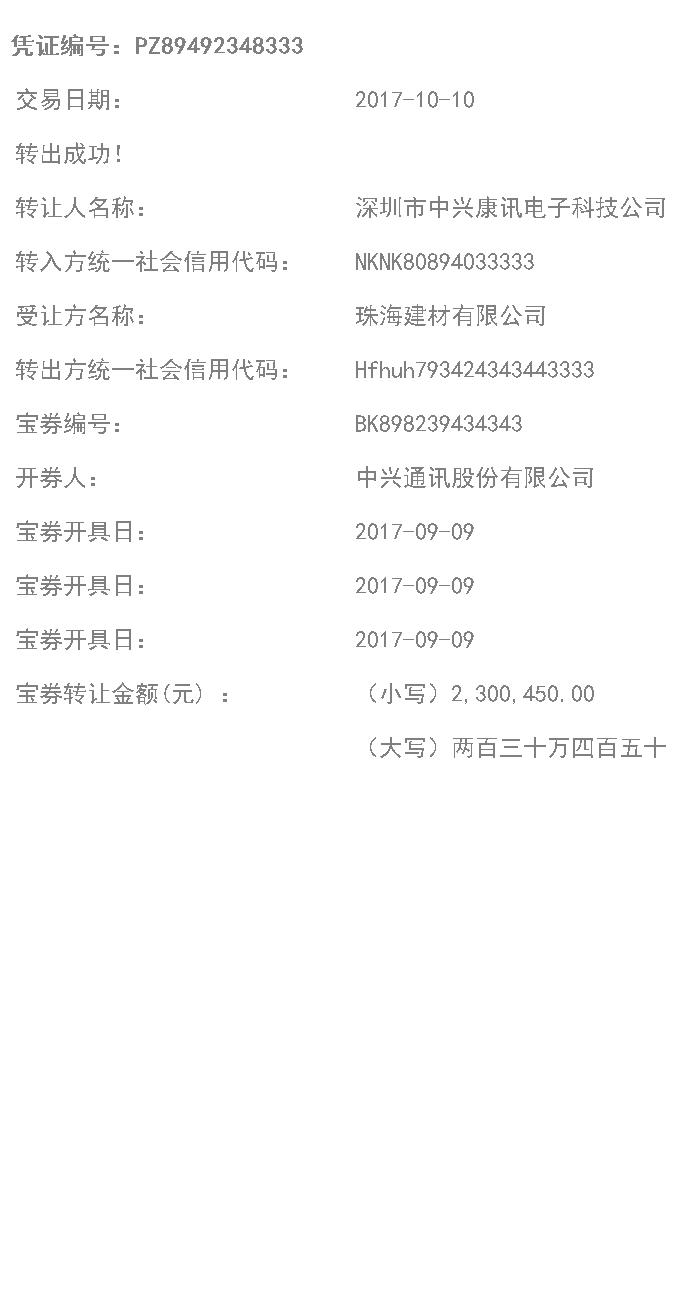 凭证编号：PZ89492348333
交易日期： 2017-10-10
转出成功！
转让人名称： 深圳市中兴康讯电子科技公司
转入方统一社会信用代码： NKNK80894033333
受让方名称： 珠海建材有限公司
转出方统一社会信用代码： Hfhuh793424343443333
宝券编号： BK898239434343
开券人： 中兴通讯股份有限公司
宝券开具日： 2017-09-09
宝券开具日： 2017-09-09
宝券开具日： 2017-09-09
宝券转让金额(元)： （小写）2,300,450.00
（大写）两百三十万四百五十